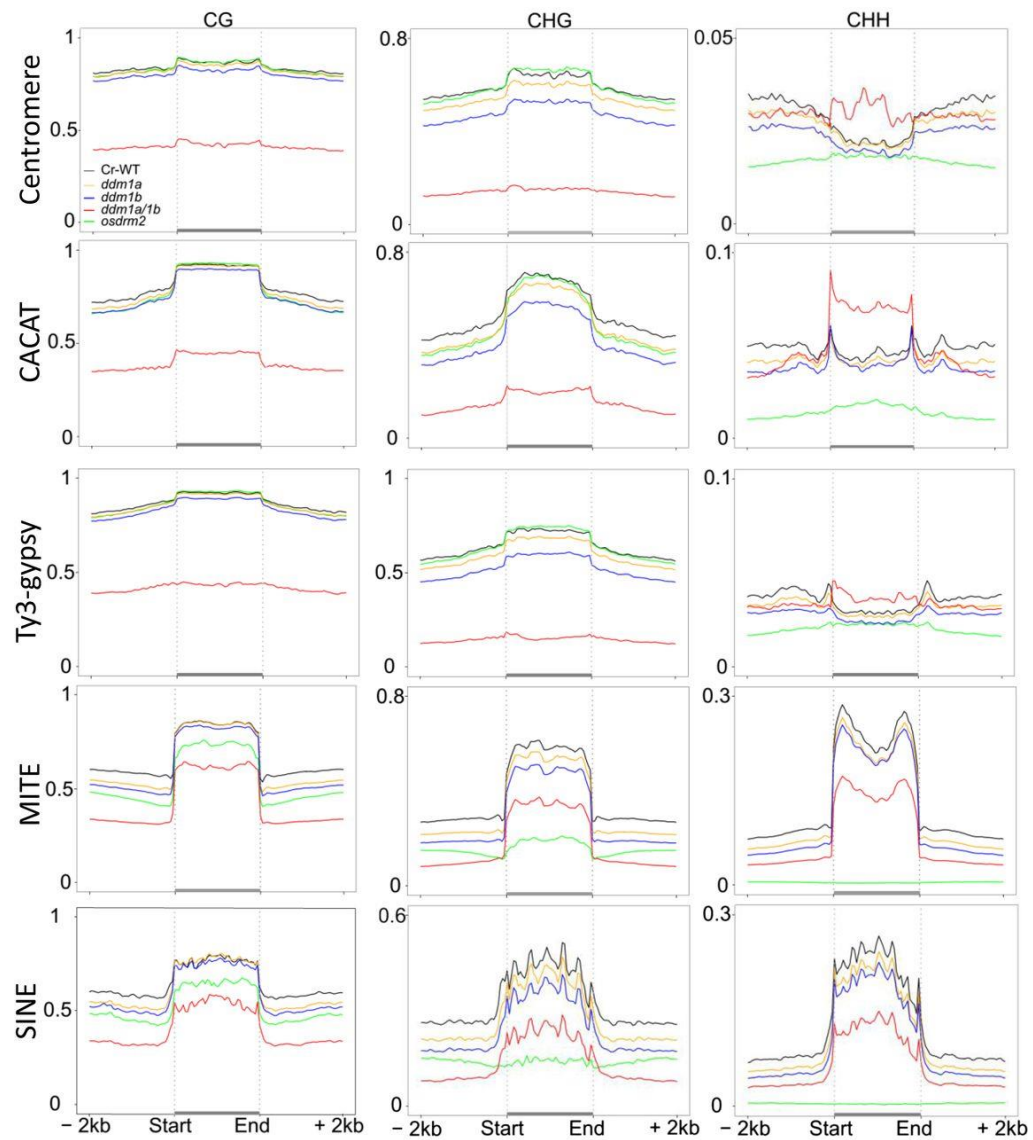 CG CHG CHH
Centromere
1 0.8 0.05
0.5
Cr-WT
ddm1a
ddm1b
ddm1a/1b
osdrm2
0 0 0
CACAT
1 0.8 0.1
0.5
0 0 0
Ty3-gypsy
1 1 0.1
0.5 0.5
0 0 0
MITE
1 0.8 0.3
0.5
0 0 0
SINE
1 0.6 0.3
0.5
0 0 0
− 2kb Start End + 2kb − 2kb Start End + 2kb − 2kb Start End + 2kb